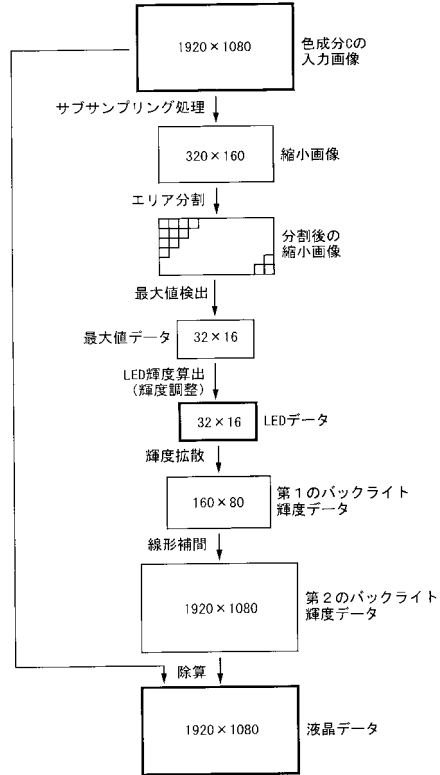 1920×1080
色成分Cの
入力画像
サブサンプリング処理
320×160
縮小画像
エリア分割
分割後の
縮小画像
最大値検出
最大値データ
32×16
LED輝度算出
(輝度調整)
32×16
LEDデータ
輝度拡散
160×80
第1のバックライト
輝度データ
線形補間
1920×1080
第2のバックライト
輝度データ
除算
1920×1080
液晶データ